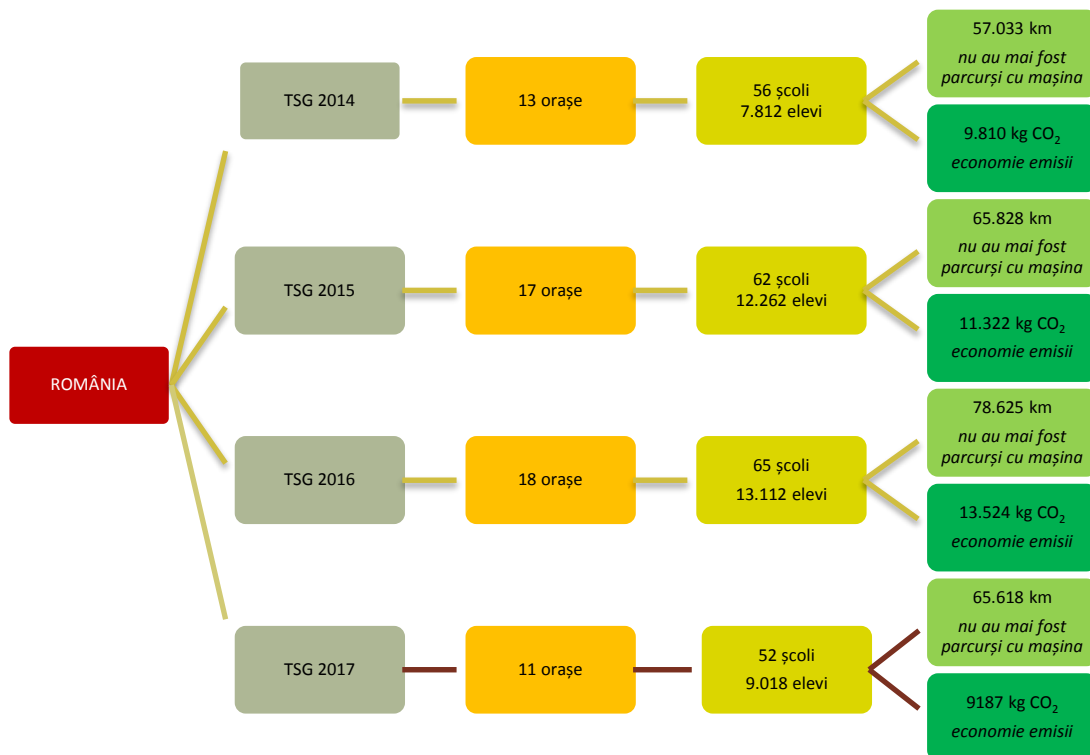 ROMÂNIA
TSG 2014
13 orașe
56 școli
7.812 elevi
57.033 km
nu au mai fost
parcurși cu mașina
9.810 kg CO₂
economie emisii
TSG 2015
17 orașe
62 școli
12.262 elevi
65.828 km
nu au mai fost
parcurși cu mașina
11.322 kg CO₂
economie emisii
TSG 2016
18 orașe
65 școli
13.112 elevi
78.625 km
nu au mai fost
parcurși cu mașina
13.524 kg CO₂
economie emisii
TSG 2017
11 orașe
52 școli
9.018 elevi
65.618 km
nu au mai fost
parcurși cu mașina
9187 kg CO₂
economie emisii